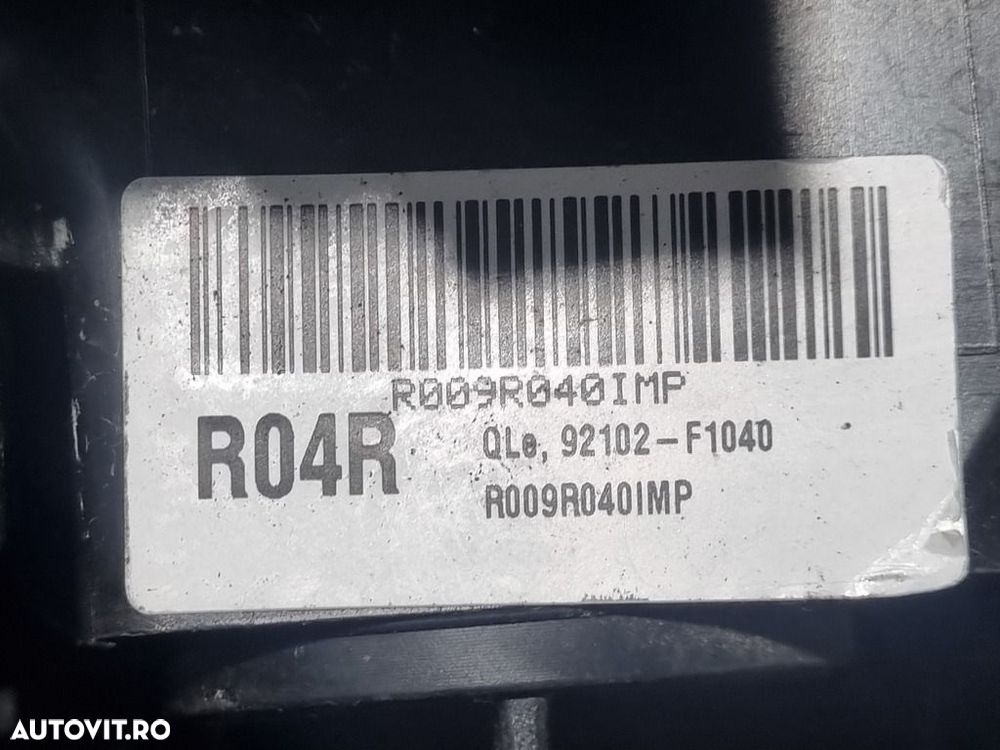 R009R040IMP
R04R
QLe, 92102-F1040
R009R040IMP
AUTOVIT.RO